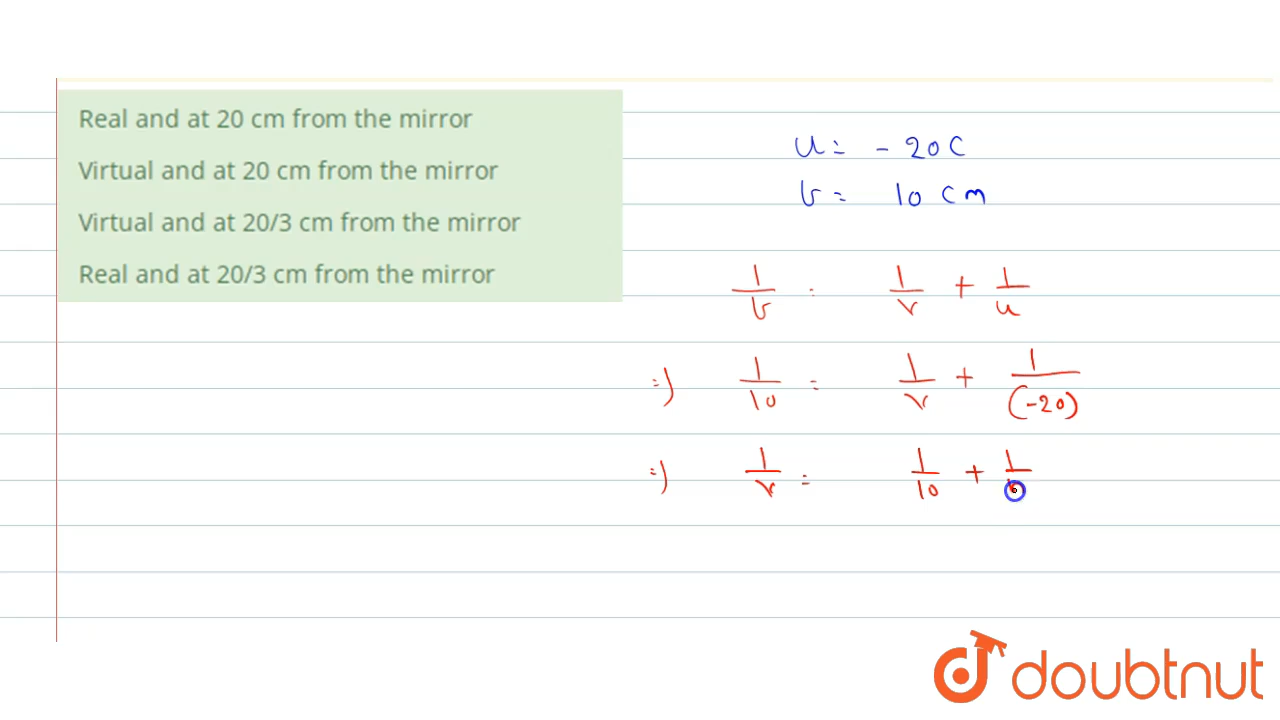 Real and at 20 cm from the mirror
Virtual and at 20 cm from the mirror
Virtual and at 20/3 cm from the mirror
Real and at 20/3 cm from the mirror
u = - 20 C
f = 10 cm
1/f = 1/v + 1/u
=) 1/10 = 1/v + 1/(-20)
=) 1/v = 1/10 + 1/
doubtnut